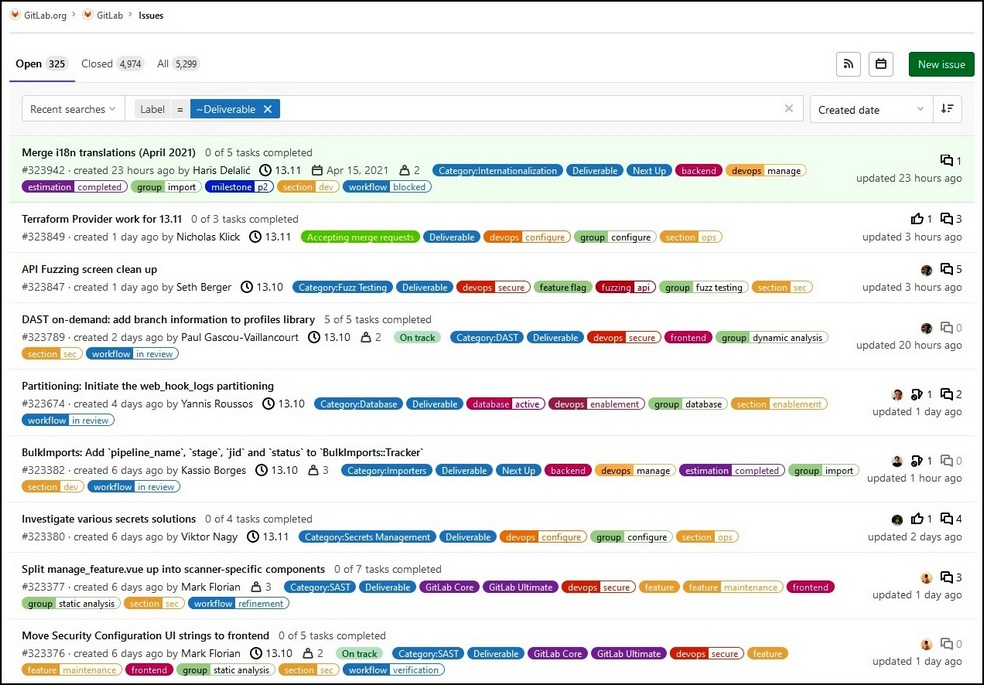 GitLab.org > GitLab > Issues
Open 325 Closed 4,974 All 5,299 New issue
Recent searches Label = ~Deliverable Created date
Merge i18n translations (April 2021) 0 of 5 tasks completed 1
#323942 · created 23 hours ago by Haris Delalić 13.11 Apr 15, 2021 2 Category:Internationalization Deliverable Next Up backend devops manage updated 23 hours ago
estimation completed group import milestone p2 section dev workflow blocked
Terraform Provider work for 13.11 0 of 3 tasks completed 1 3
#323849 · created 1 day ago by Nicholas Klick 13.11 Accepting merge requests Deliverable devops configure group configure section ops updated 3 hours ago
API Fuzzing screen clean up 5
#323847 · created 1 day ago by Seth Berger 13.10 Category:Fuzz Testing Deliverable devops secure feature flag fuzzing api group fuzz testing section sec updated 3 hours ago
DAST on-demand: add branch information to profiles library 5 of 5 tasks completed 0
#323789 · created 2 days ago by Paul Gascou-Vaillancourt 13.10 2 On track Category:DAST Deliverable devops secure frontend group dynamic analysis updated 20 hours ago
section sec workflow in review
Partitioning: Initiate the web_hook_logs partitioning 1 2
#323674 · created 4 days ago by Yannis Roussos 13.10 Category:Database Deliverable database active devops enablement group database section enablement updated 1 day ago
workflow in review
BulkImports: Add `pipeline_name`, `stage`, `jid` and `status` to `BulkImports::Tracker` 1 0
#323382 · created 6 days ago by Kassio Borges 13.10 3 Category:Importers Deliverable Next Up backend devops manage estimation completed group import updated 1 hour ago
section dev workflow in review
Investigate various secrets solutions 0 of 4 tasks completed 1 4
#323380 · created 6 days ago by Viktor Nagy 13.11 Category:Secrets Management Deliverable devops configure group configure section ops updated 2 days ago
Split manage_feature.vue up into scanner-specific components 0 of 7 tasks completed 3
#323377 · created 6 days ago by Mark Florian 3 Category:SAST Deliverable GitLab Core GitLab Ultimate devops secure feature feature maintenance frontend updated 1 day ago
group static analysis section sec workflow refinement
Move Security Configuration UI strings to frontend 0 of 5 tasks completed 0
#323376 · created 6 days ago by Mark Florian 13.10 2 On track Category:SAST Deliverable GitLab Core GitLab Ultimate devops secure feature updated 1 day ago
feature maintenance frontend group static analysis section sec workflow verification